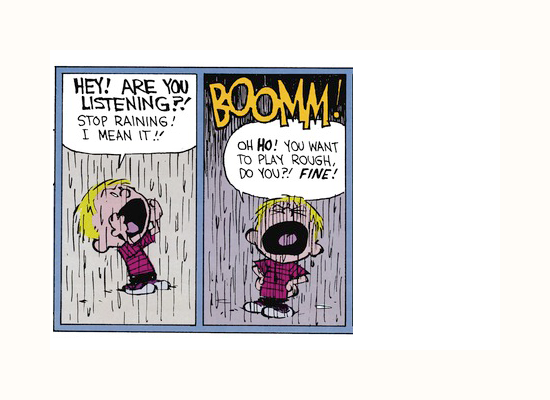 HEY! ARE YOU
LISTENING?!
STOP RAINING!
I MEAN IT!!
BOOMM!
OH HO! YOU WANT
TO PLAY ROUGH,
DO YOU?! FINE!